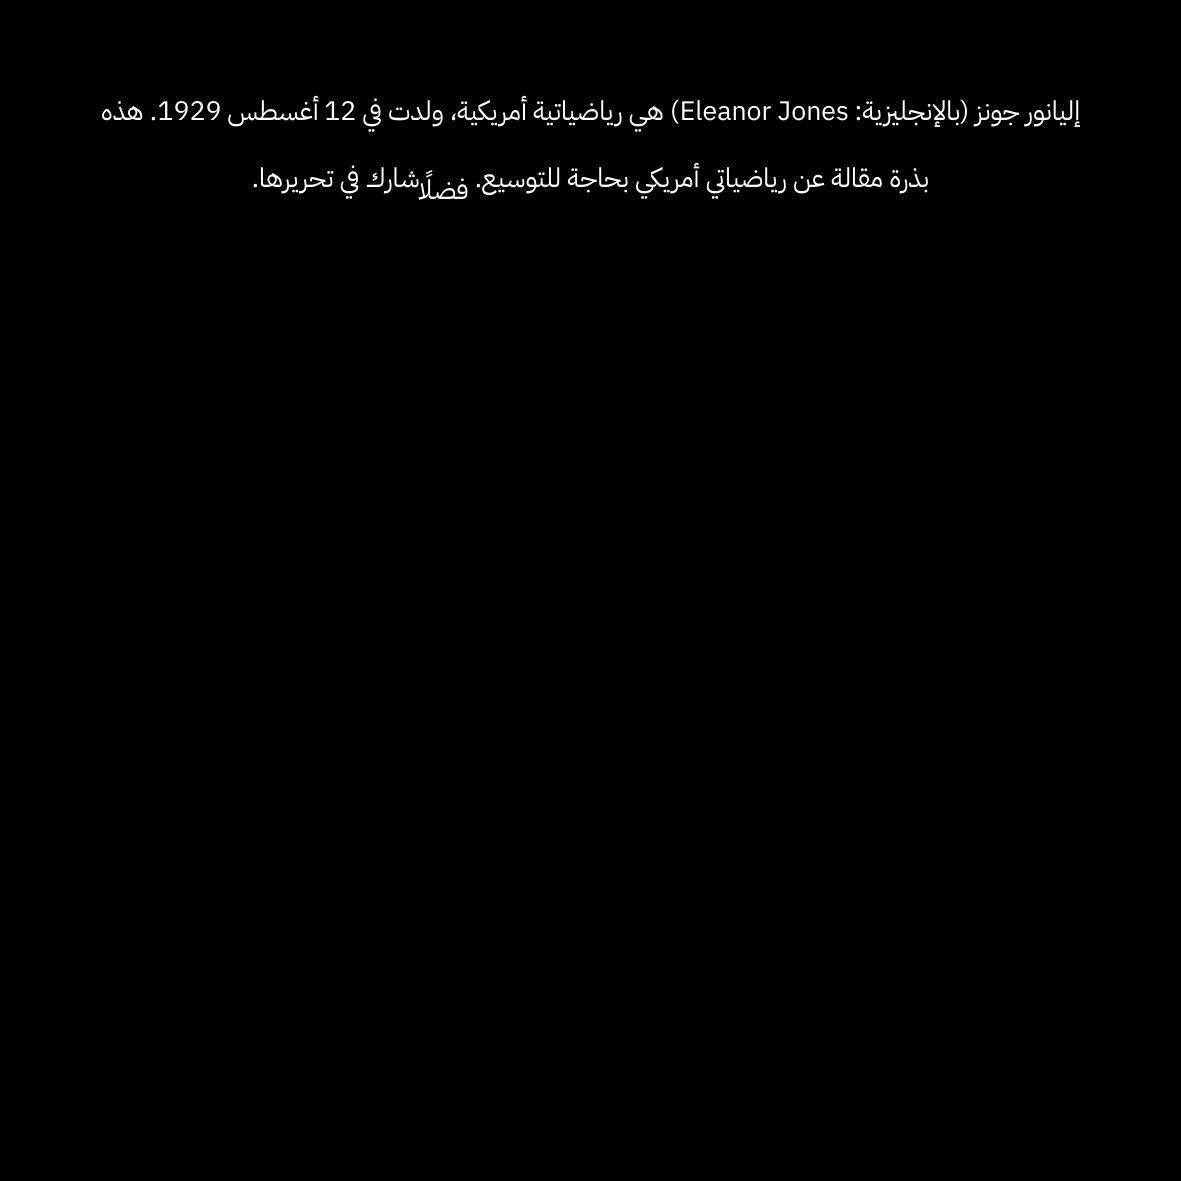 إليانور جونز (بالإنجليزية: Eleanor Jones) هي رياضياتية أمريكية، ولدت في 12 أغسطس 1929. هذه
بذرة مقالة عن رياضياتي أمريكي بحاجة للتوسيع. فضلًا شارك في تحريرها.